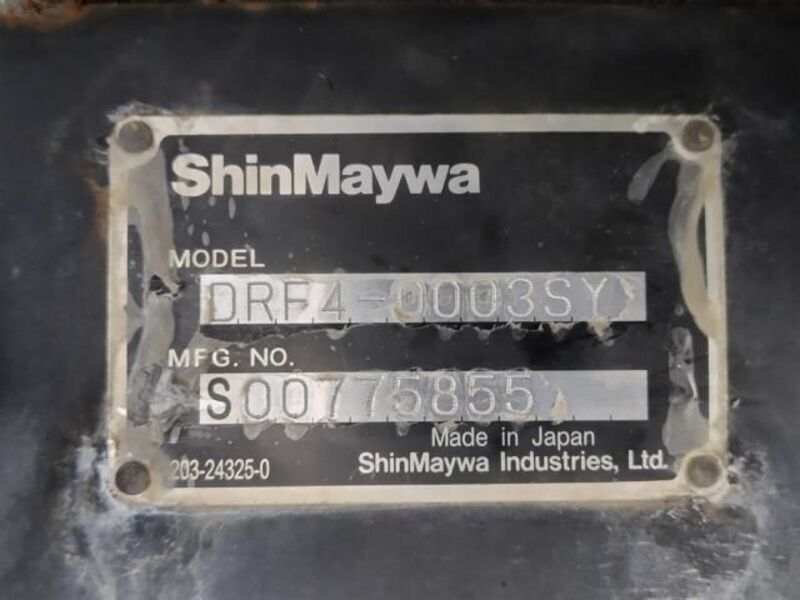 ShinMaywa
MODEL
DRF4-0003SY
MFG. NO.
S00775855
Made in Japan
203-24325-0
ShinMaywa Industries, Ltd.